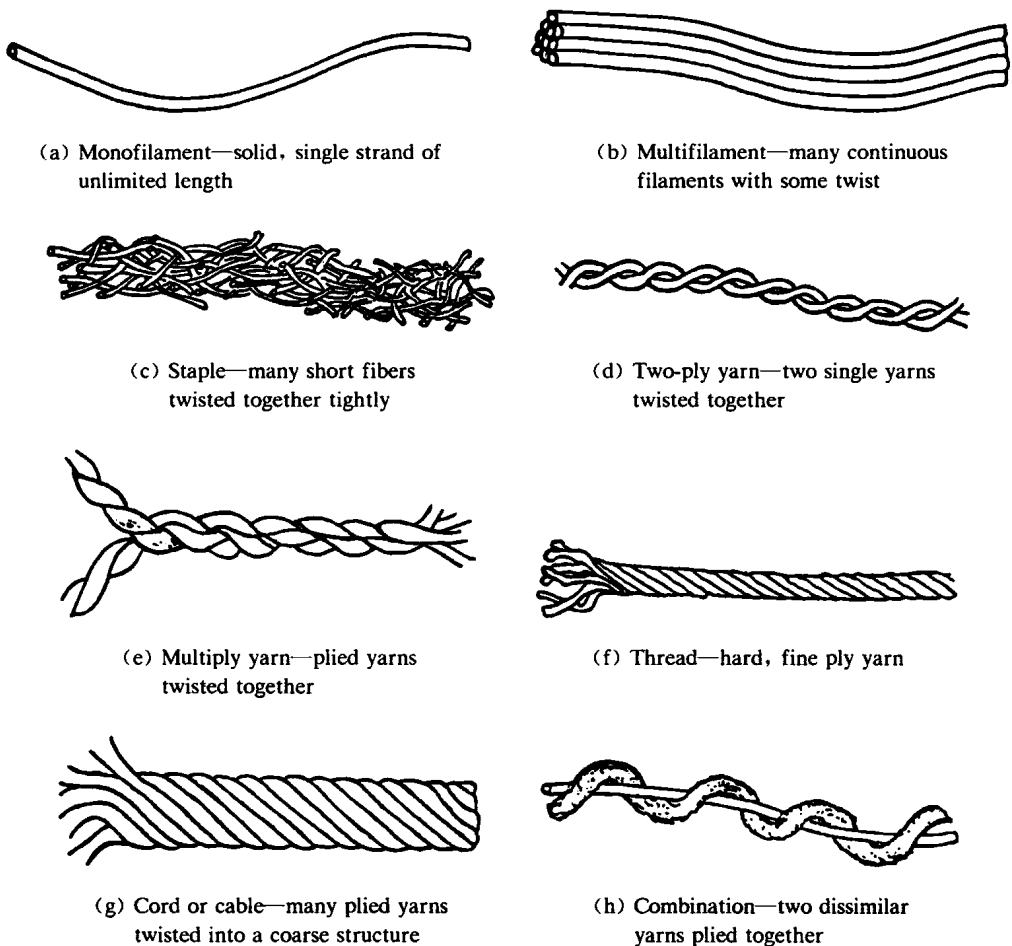 (a) Monofilament—solid, single strand of
unlimited length
(b) Multifilament—many continuous
filaments with some twist
(c) Staple—many short fibers
twisted together tightly
(d) Two-ply yarn—two single yarns
twisted together
(e) Multiply yarn—plied yarns
twisted together
(f) Thread—hard, fine ply yarn
(g) Cord or cable—many plied yarns
twisted into a coarse structure
(h) Combination—two dissimilar
yarns plied together